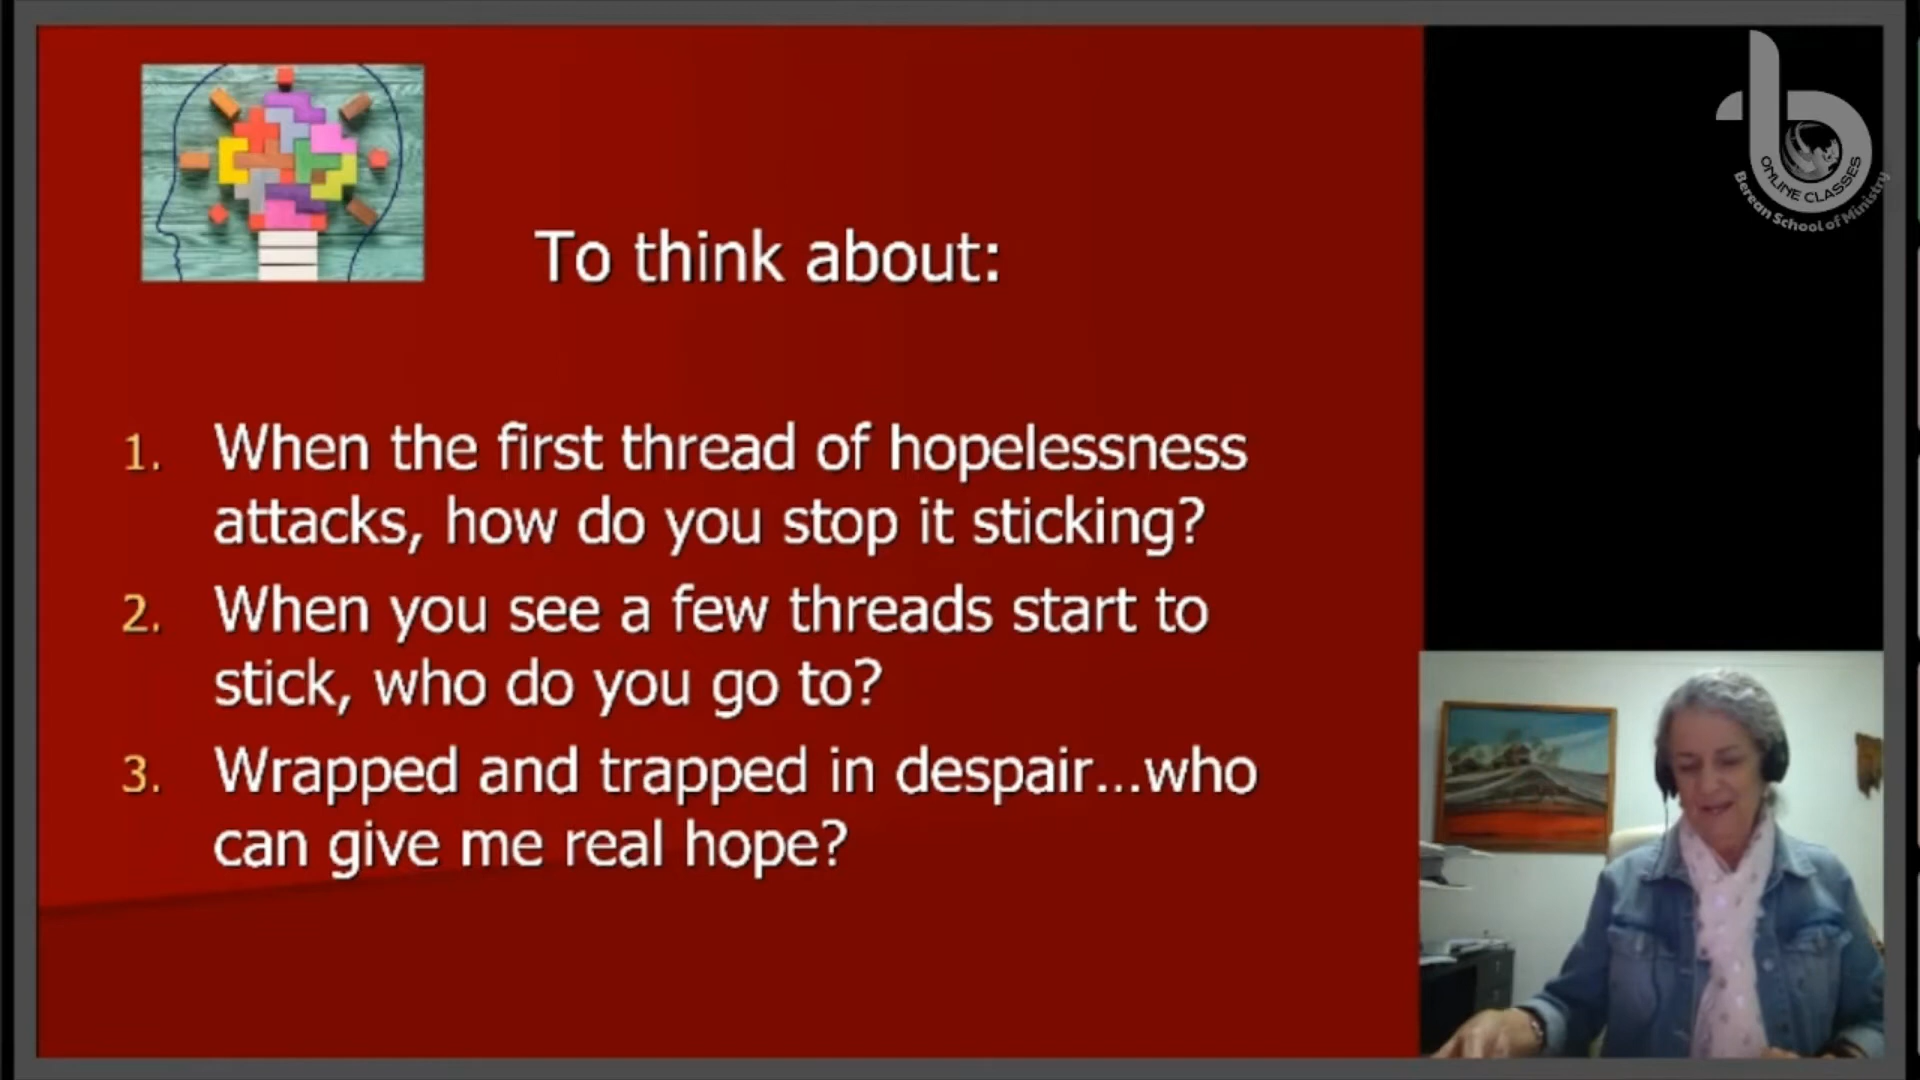 To think about:
1. When the first thread of hopelessness
attacks, how do you stop it sticking?
2. When you see a few threads start to
stick, who do you go to?
3. Wrapped and trapped in despair...who
can give me real hope?
ONLINE CLASSES
Berean School of Ministry